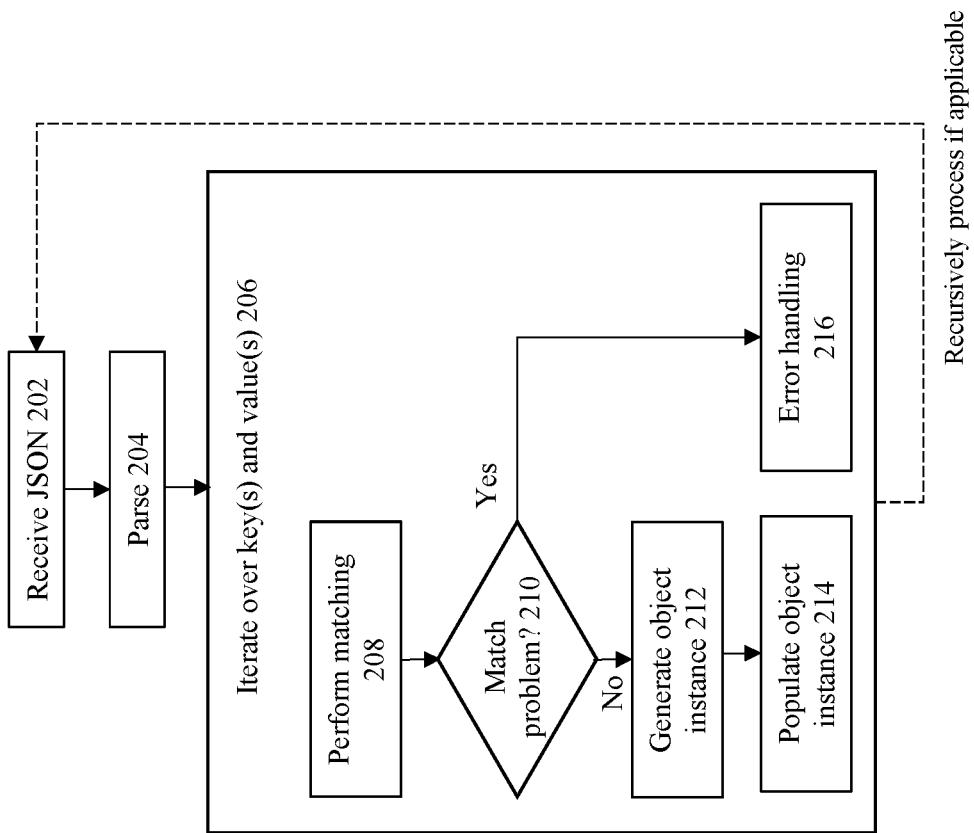 Receive JSON 202
Parse 204
Iterate over key(s) and value(s) 206
Perform matching
208
Match
problem? 210
Yes
No
Generate object
instance 212
Populate object
instance 214
Error handling
216
Recursively process if applicable